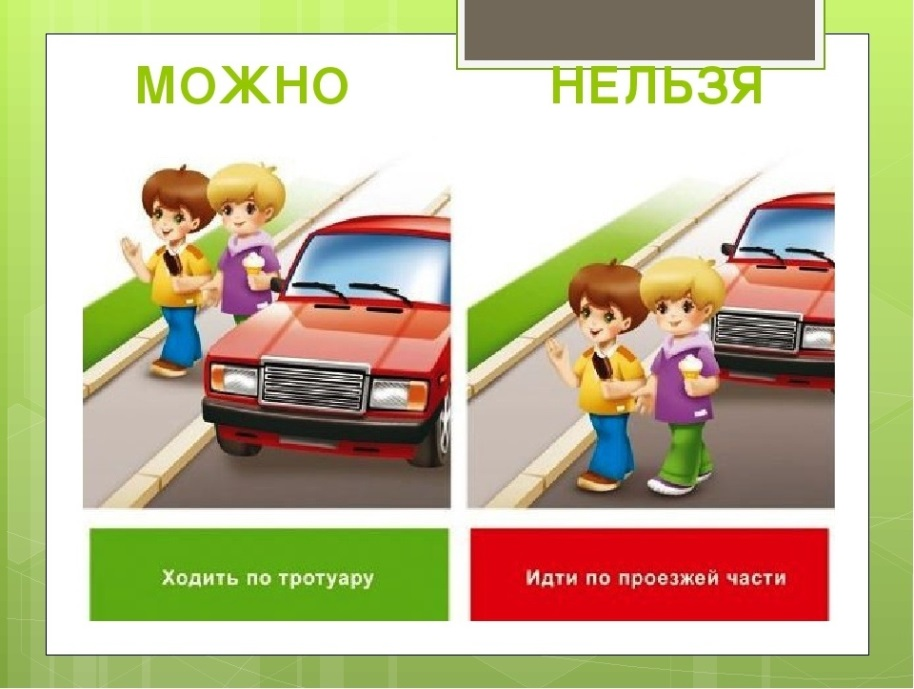 МОЖНО
НЕЛЬЗЯ
Ходить по тротуару
Идти по проезжей части